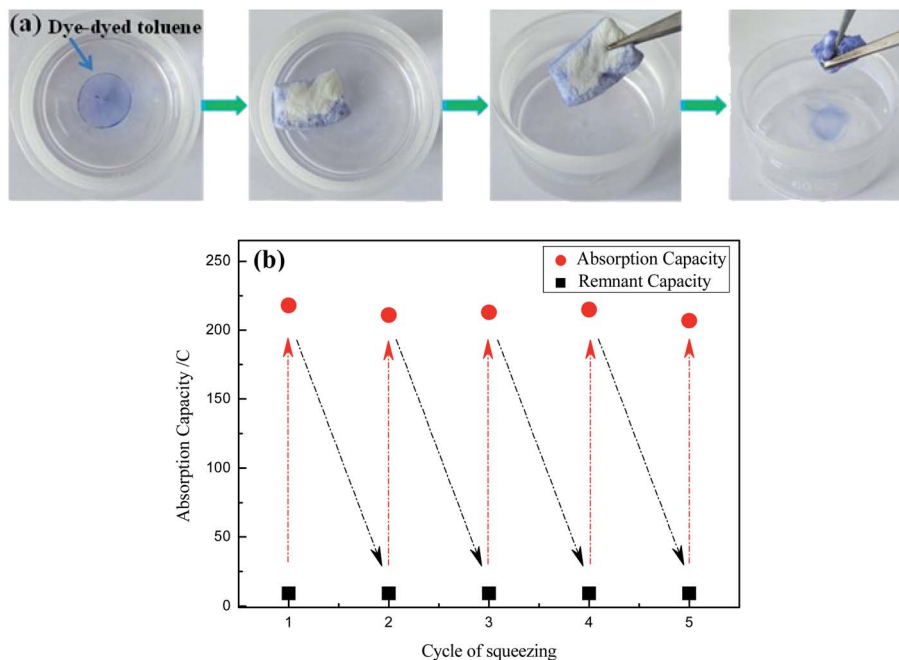 (a) Dye-dyed toluene
(b)
Absorption Capacity
Remnant Capacity
250
200
150
100
50
0
Absorption Capacity /C
1 2 3 4 5
Cycle of squeezing